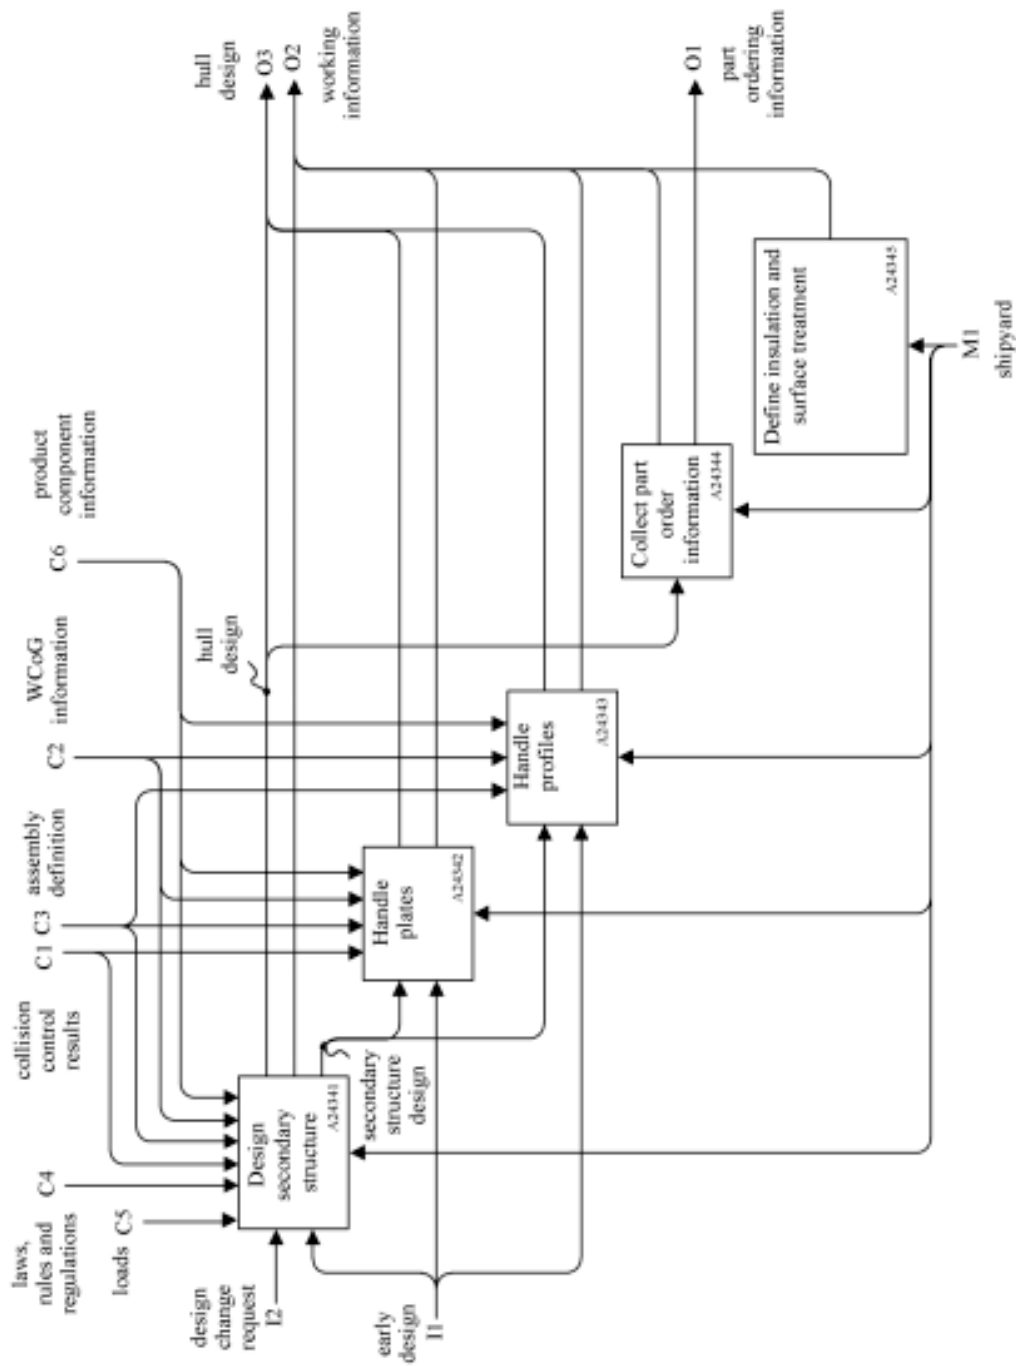 laws,
rules and
regulations
C4
loads C5
collision
control
results
C1
C3
assembly
definition
C2
WCoG
information
C6
product
component
information
design
change
request
I2
early
design
I1
Design
secondary
structure
A24341
secondary
structure
design
Handle
plates
A24342
Handle
profiles
A24343
hull
design
Collect part
order
information
A24344
Define insulation and
surface treatment
A24345
hull
design
O3
O2
working
information
O1
part
ordering
information
M1
shipyard